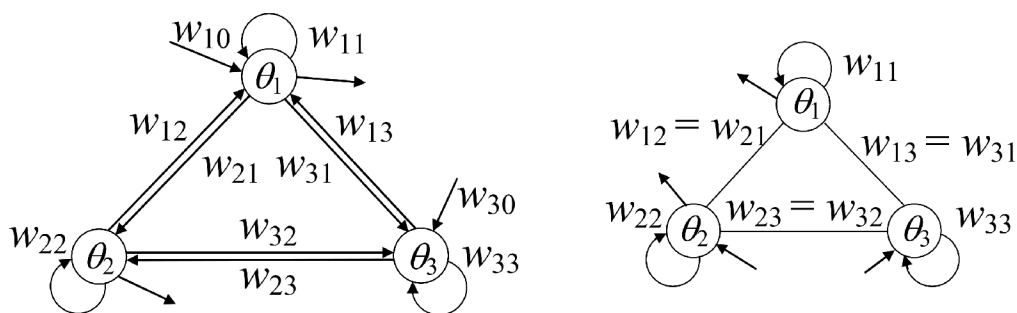 w₁₀ w₁₁
θ₁
w₁₂ w₁₃
w₂₁ w₃₁
w₃₀
w₂₂ θ₂ w₃₂ θ₃ w₃₃
w₂₃
w₁₁
θ₁
w₁₂ = w₂₁
w₁₃ = w₃₁
w₂₂ θ₂ w₂₃ = w₃₂ θ₃ w₃₃